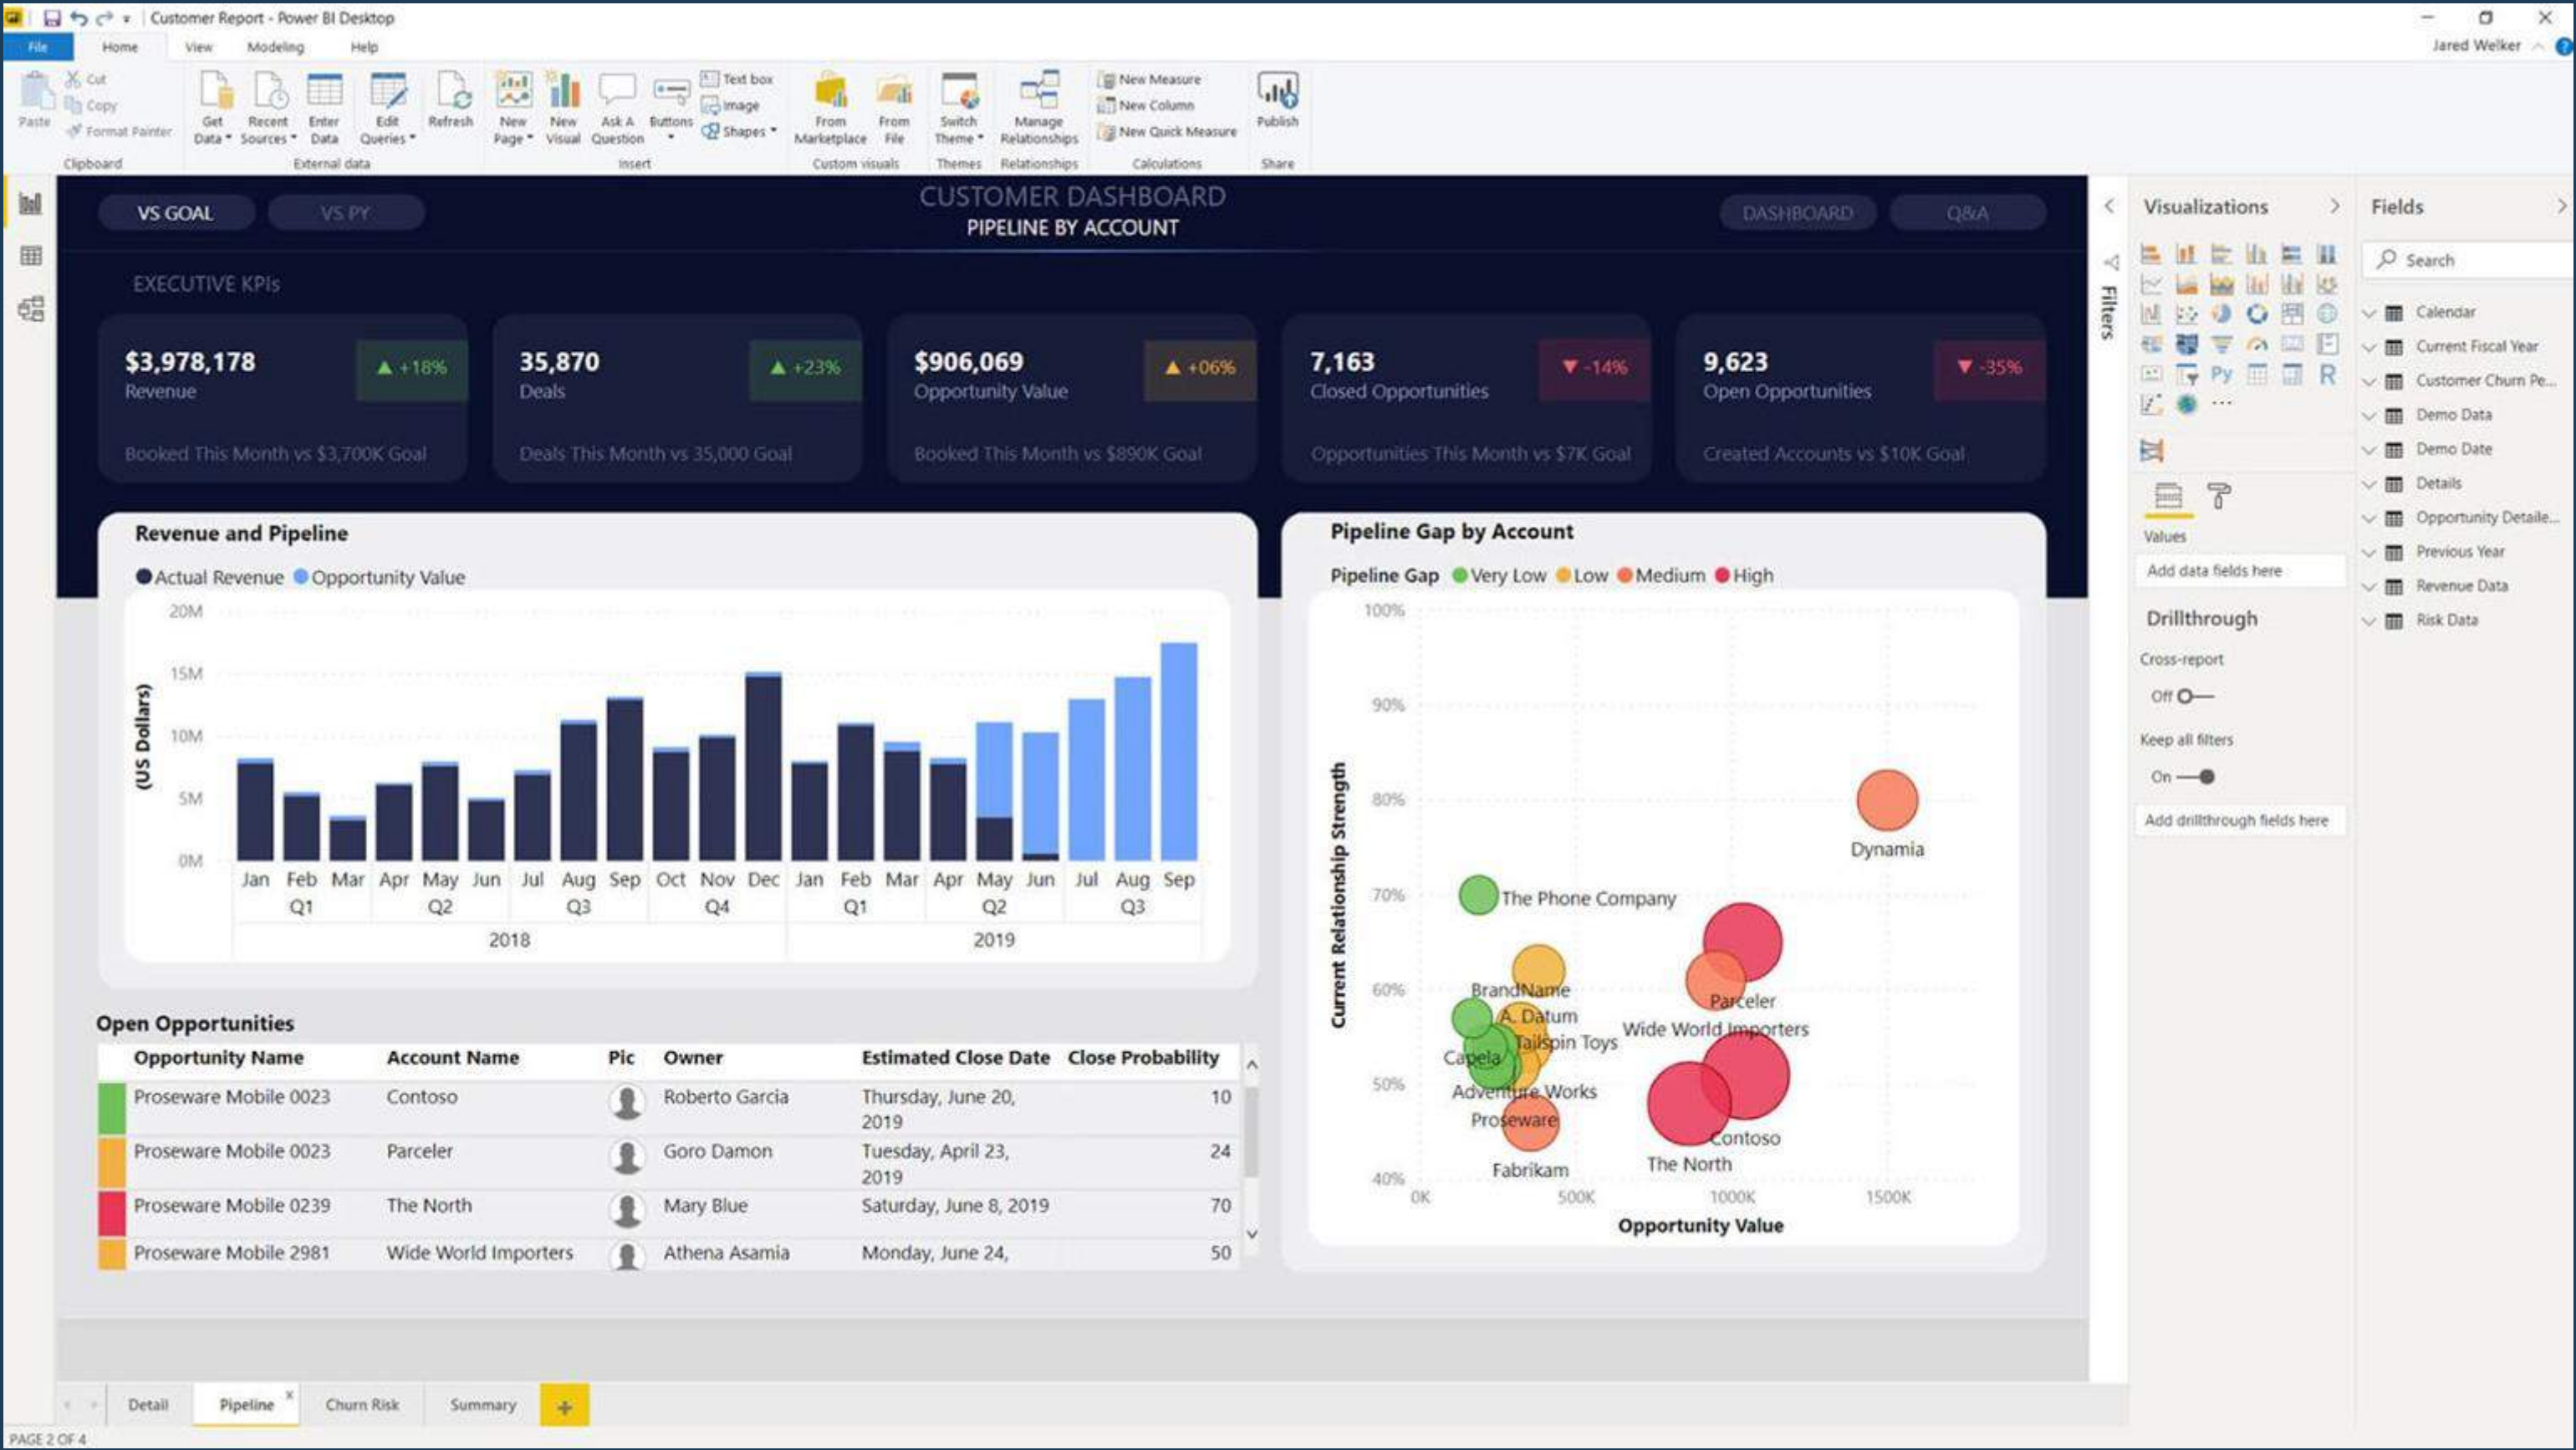 Customer Report - Power BI Desktop
File Home View Modeling Help
Jared Welker
Paste
Cut
Copy
Format Painter
Clipboard
Get Data
Recent Sources
Enter Data
Edit Queries
Refresh
External data
New Page
New Visual
Ask A Question
Buttons
Text box
Image
Shapes
Insert
From Marketplace
From File
Custom visuals
Switch Theme
Themes
Manage Relationships
Relationships
New Measure
New Column
New Quick Measure
Calculations
Publish
Share
VS GOAL VS PY
CUSTOMER DASHBOARD
PIPELINE BY ACCOUNT
DASHBOARD Q&A
EXECUTIVE KPIs
$3,978,178 +18%
Revenue
Booked This Month vs $3,700K Goal
35,870 +23%
Deals
Deals This Month vs 35,000 Goal
$906,069 +06%
Opportunity Value
Booked This Month vs $890K Goal
7,163 -14%
Closed Opportunities
Opportunities This Month vs $7K Goal
9,623 -35%
Open Opportunities
Created Accounts vs $10K Goal
Revenue and Pipeline
Actual Revenue Opportunity Value
(US Dollars)
20M
15M
10M
5M
0M
Jan Feb Mar Apr May Jun Jul Aug Sep Oct Nov Dec Jan Feb Mar Apr May Jun Jul Aug Sep
Q1 Q2 Q3 Q4 Q1 Q2 Q3
2018 2019
Open Opportunities
Opportunity Name Account Name Pic Owner Estimated Close Date Close Probability
Proseware Mobile 0023 Contoso Roberto Garcia Thursday, June 20, 10
2019
Proseware Mobile 0023 Parceler Goro Damon Tuesday, April 23, 24
2019
Proseware Mobile 0239 The North Mary Blue Saturday, June 8, 2019 70
Proseware Mobile 2981 Wide World Importers Athena Asamia Monday, June 24, 50
Pipeline Gap by Account
Pipeline Gap Very Low Low Medium High
Current Relationship Strength
100%
90%
80%
70%
60%
50%
40%
Dynamia
The Phone Company
BrandName
Parceler
A. Datum
Wide World Importers
Tailspin Toys
Capela
Adventure Works
Proseware
Contoso
The North
Fabrikam
0K 500K 1000K 1500K
Opportunity Value
Filters
Visualizations
Py
R
...
Values
Add data fields here
Drillthrough
Cross-report
Off
Keep all filters
On
Add drillthrough fields here
Fields
Search
Calendar
Current Fiscal Year
Customer Churn Pe...
Demo Data
Demo Date
Details
Opportunity Detaile...
Previous Year
Revenue Data
Risk Data
Detail Pipeline x Churn Risk Summary +
PAGE 2 OF 4